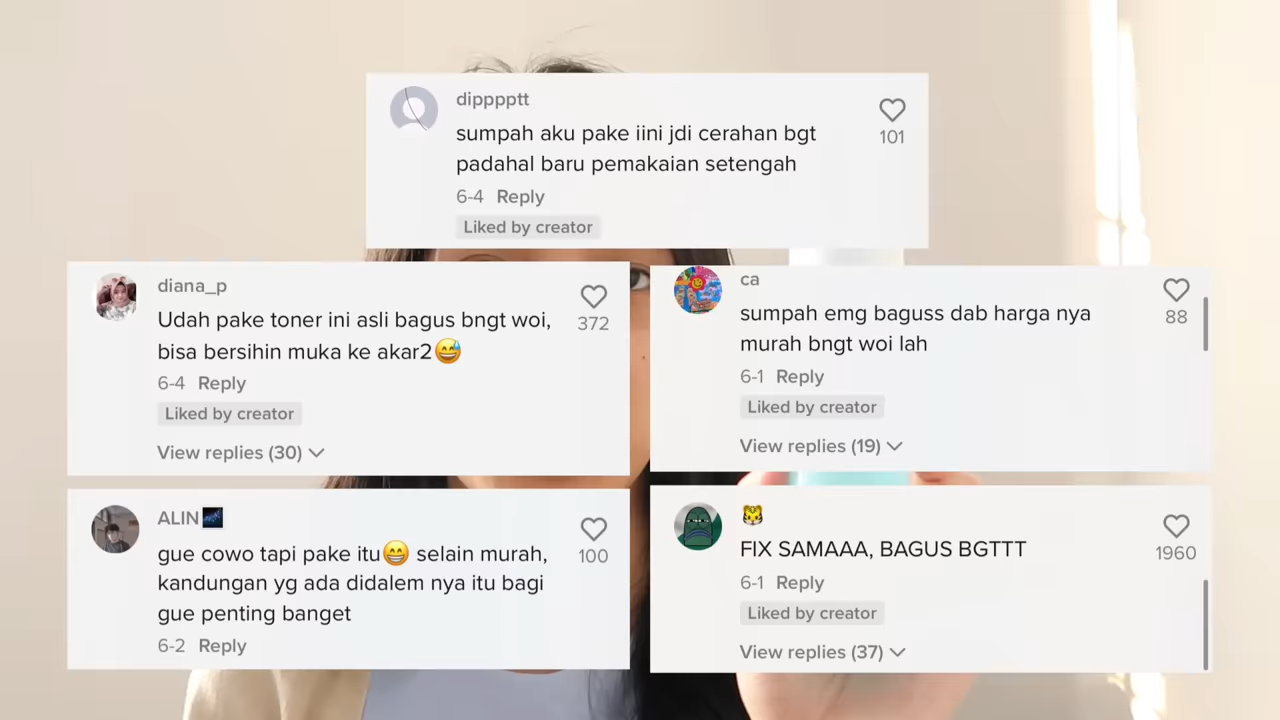 dipppptt
sumpah aku pake iini jdi cerahan bgt
padahal baru pemakaian setengah
101
6-4 Reply
Liked by creator
diana_p
Udah pake toner ini asli bagus bngt woi,
bisa bersihin muka ke akar2😅
372
6-4 Reply
Liked by creator
View replies (30)
ca
sumpah emg baguss dab harga nya
murah bngt woi lah
88
6-1 Reply
Liked by creator
View replies (19)
ALIN🌌
gue cowo tapi pake itu😁 selain murah,
kandungan yg ada didalem nya itu bagi
gue penting banget
100
6-2 Reply
🐯
FIX SAMAAA, BAGUS BGTTT
1960
6-1 Reply
Liked by creator
View replies (37)